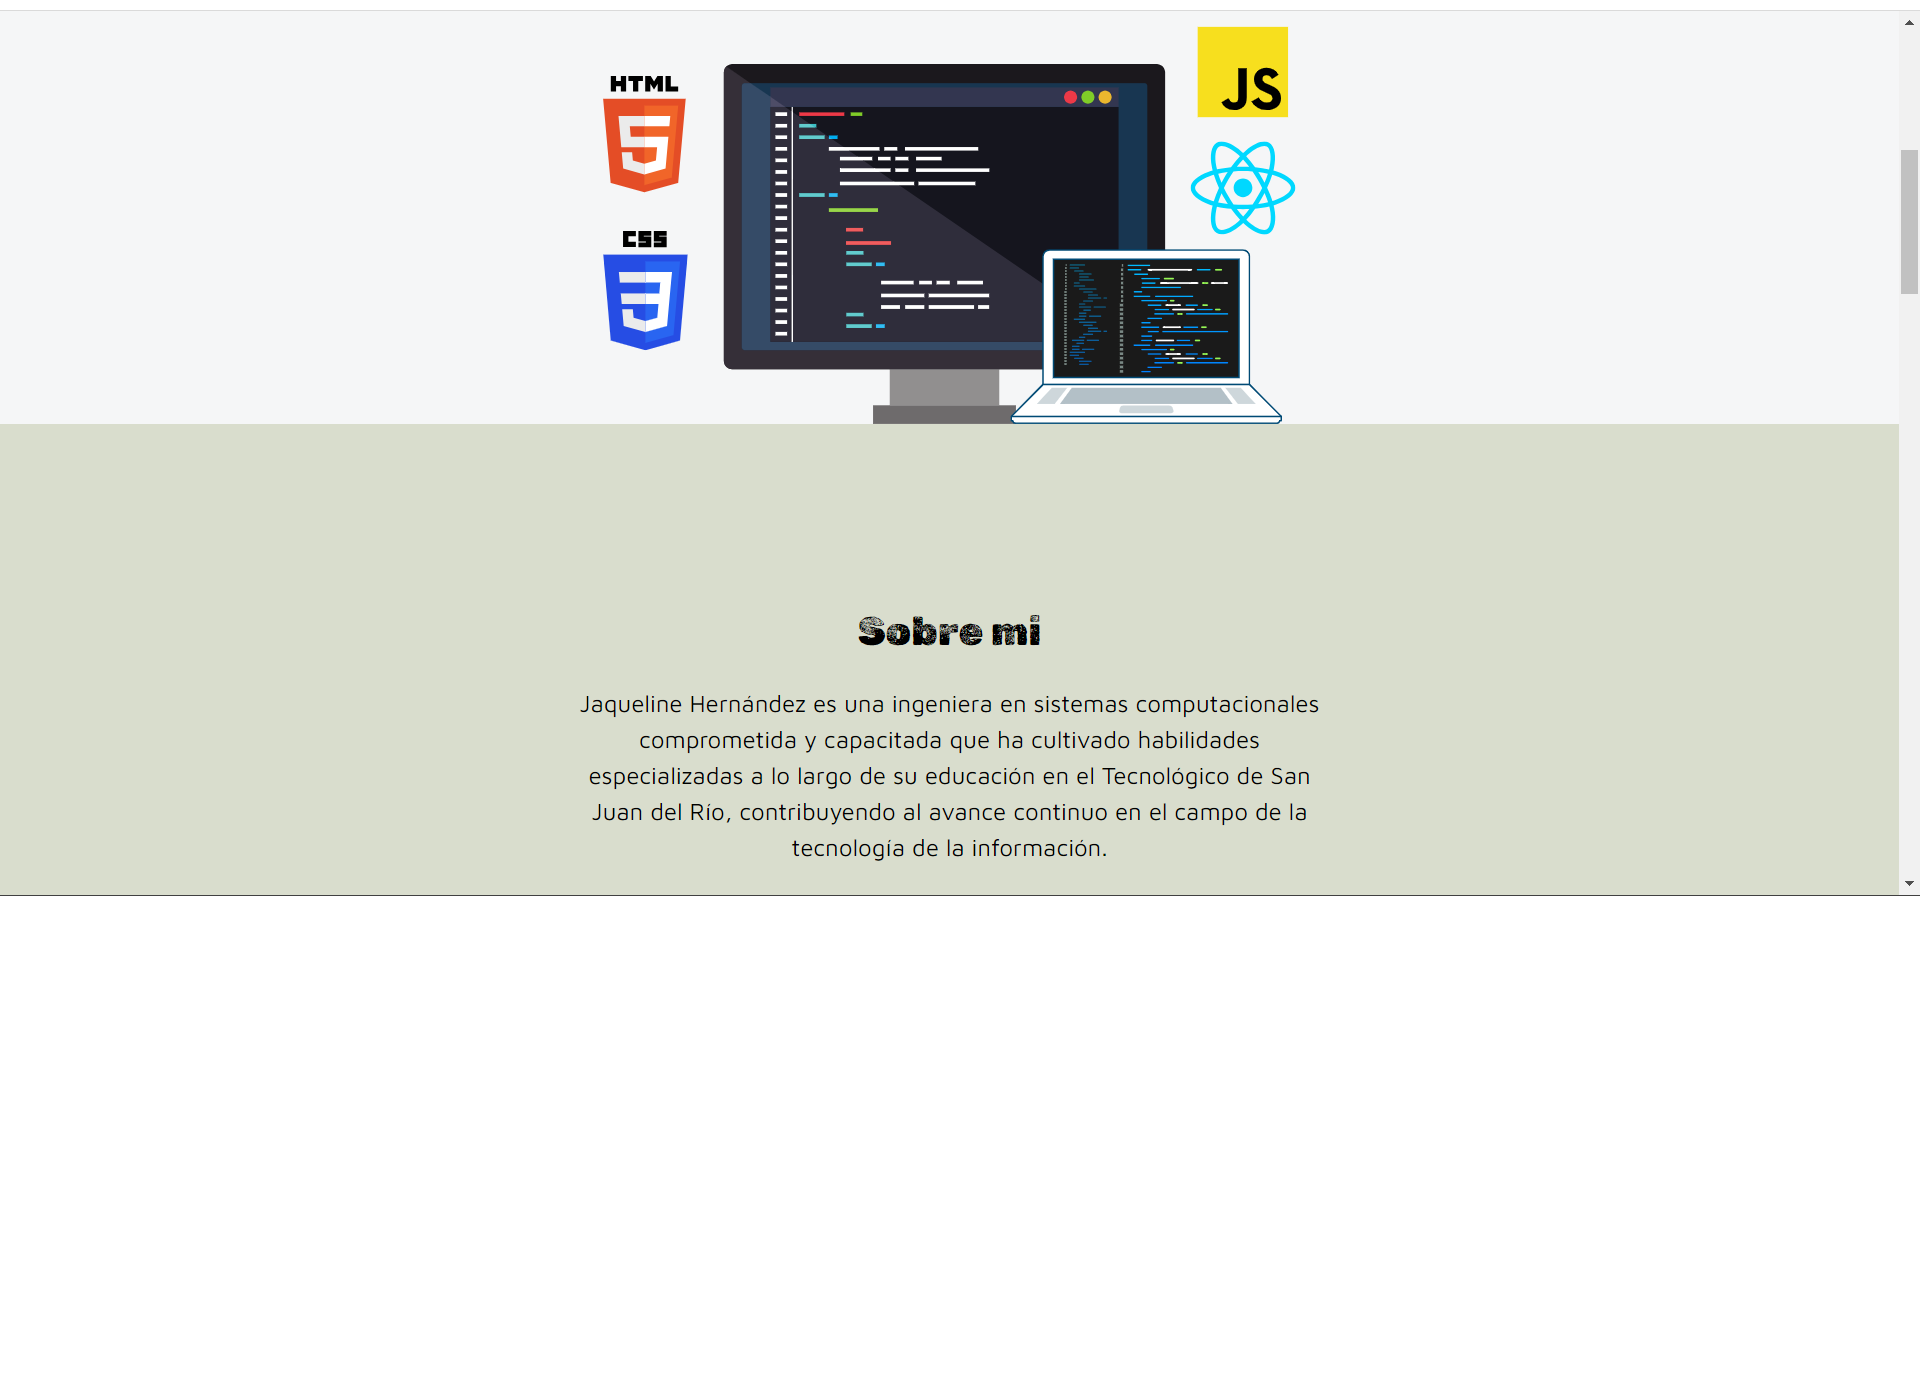 HTML
JS
CSS
Sobre mi
Jaqueline Hernández es una ingeniera en sistemas computacionales
comprometida y capacitada que ha cultivado habilidades
especializadas a lo largo de su educación en el Tecnológico de San
Juan del Río, contribuyendo al avance continuo en el campo de la
tecnología de la información.